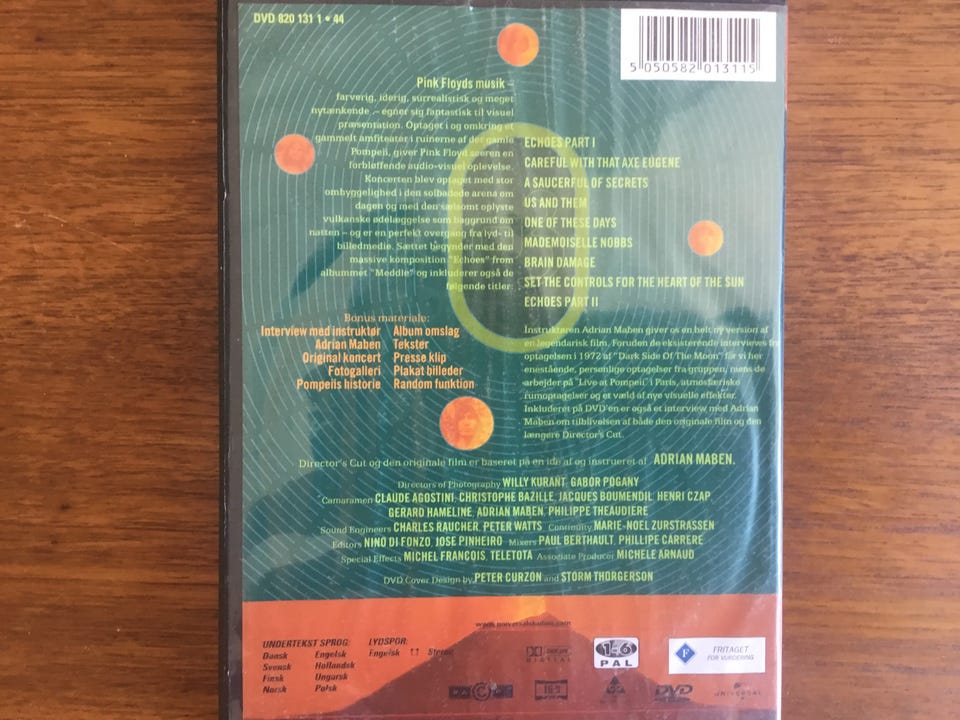 DVD 820 131 1 • 44
5 050582 013115
Pink Floyds musik –
farverig, iderig, surrealistisk og meget
nytænkende – egner sig fantastisk til visuel
præsentation. Optaget i og omkring et
gammelt amfiteater i ruinerne af det gamle
Pompeii, giver Pink Floyd seeren en
forbløffende audio-visuel oplevelse.
Koncerten blev optaget med stor
omhyggelighed i den solbadede arena om
dagen og med den sælsomt oplyste
vulkanske ødelæggelse som baggrund om
natten – og er en perfekt overgang fra lyd- til
billedmedie. Sættet begynder med den
massive komposition "Echoes" from
albummet "Meddle" og inkluderer også de
følgende titler:
ECHOES PART I
CAREFUL WITH THAT AXE EUGENE
A SAUCERFUL OF SECRETS
US AND THEM
ONE OF THESE DAYS
MADEMOISELLE NOBBS
BRAIN DAMAGE
SET THE CONTROLS FOR THE HEART OF THE SUN
ECHOES PART II
Bonus materiale:
Interview med instruktør
Adrian Maben
Original koncert
Fotogalleri
Pompeiis historie
Album omslag
Tekster
Presse klip
Plakat billeder
Random funktion
Instruktøren Adrian Maben giver os en helt ny version af
en legendarisk film. Foruden de eksisterende interviews fra
optagelsen i 1972 af "Dark Side Of The Moon" får vi her
enestående, personlige optagelser fra gruppen, mens de
arbejder på "Live at Pompeii" i Paris, atmosfæriske
rumoptagelser og et væld af nye visuelle effekter.
Inkluderet på DVD'en er også et interview med Adrian
Maben om tilblivelsen af både den originale film og den
længere Director's Cut.
Director's Cut og den originale film er baseret på en ide af og instrueret af ADRIAN MABEN.
Directors of Photography WILLY KURANT, GABOR POGANY
Camaramen CLAUDE AGOSTINI, CHRISTOPHE BAZILLE, JACQUES BOUMENDIL, HENRI CZAP,
GERARD HAMELINE, ADRIAN MABEN, PHILIPPE THEAUDIERE
Sound Engineers CHARLES RAUCHER, PETER WATTS Continuity MARIE-NOEL ZURSTRASSEN
Editors NINO DI FONZO, JOSE PINHEIRO Mixers PAUL BERTHAULT, PHILLIPE CARRERE
Special Effects MICHEL FRANÇOIS, TELETOTA Associate Producer MICHELE ARNAUD
DVD Cover Design by PETER CURZON and STORM THORGERSON
www.universalstudios.com
UNDERTEKST SPROG:
Dansk Engelsk
Svensk Hollandsk
Finsk Ungarsk
Norsk Polsk
LYDSPOR:
Engelsk Stereo
DOLBY
DIGITAL
1-6
PAL
F
FRITAGET
FOR VURDERING
DVD
UNIVERSAL